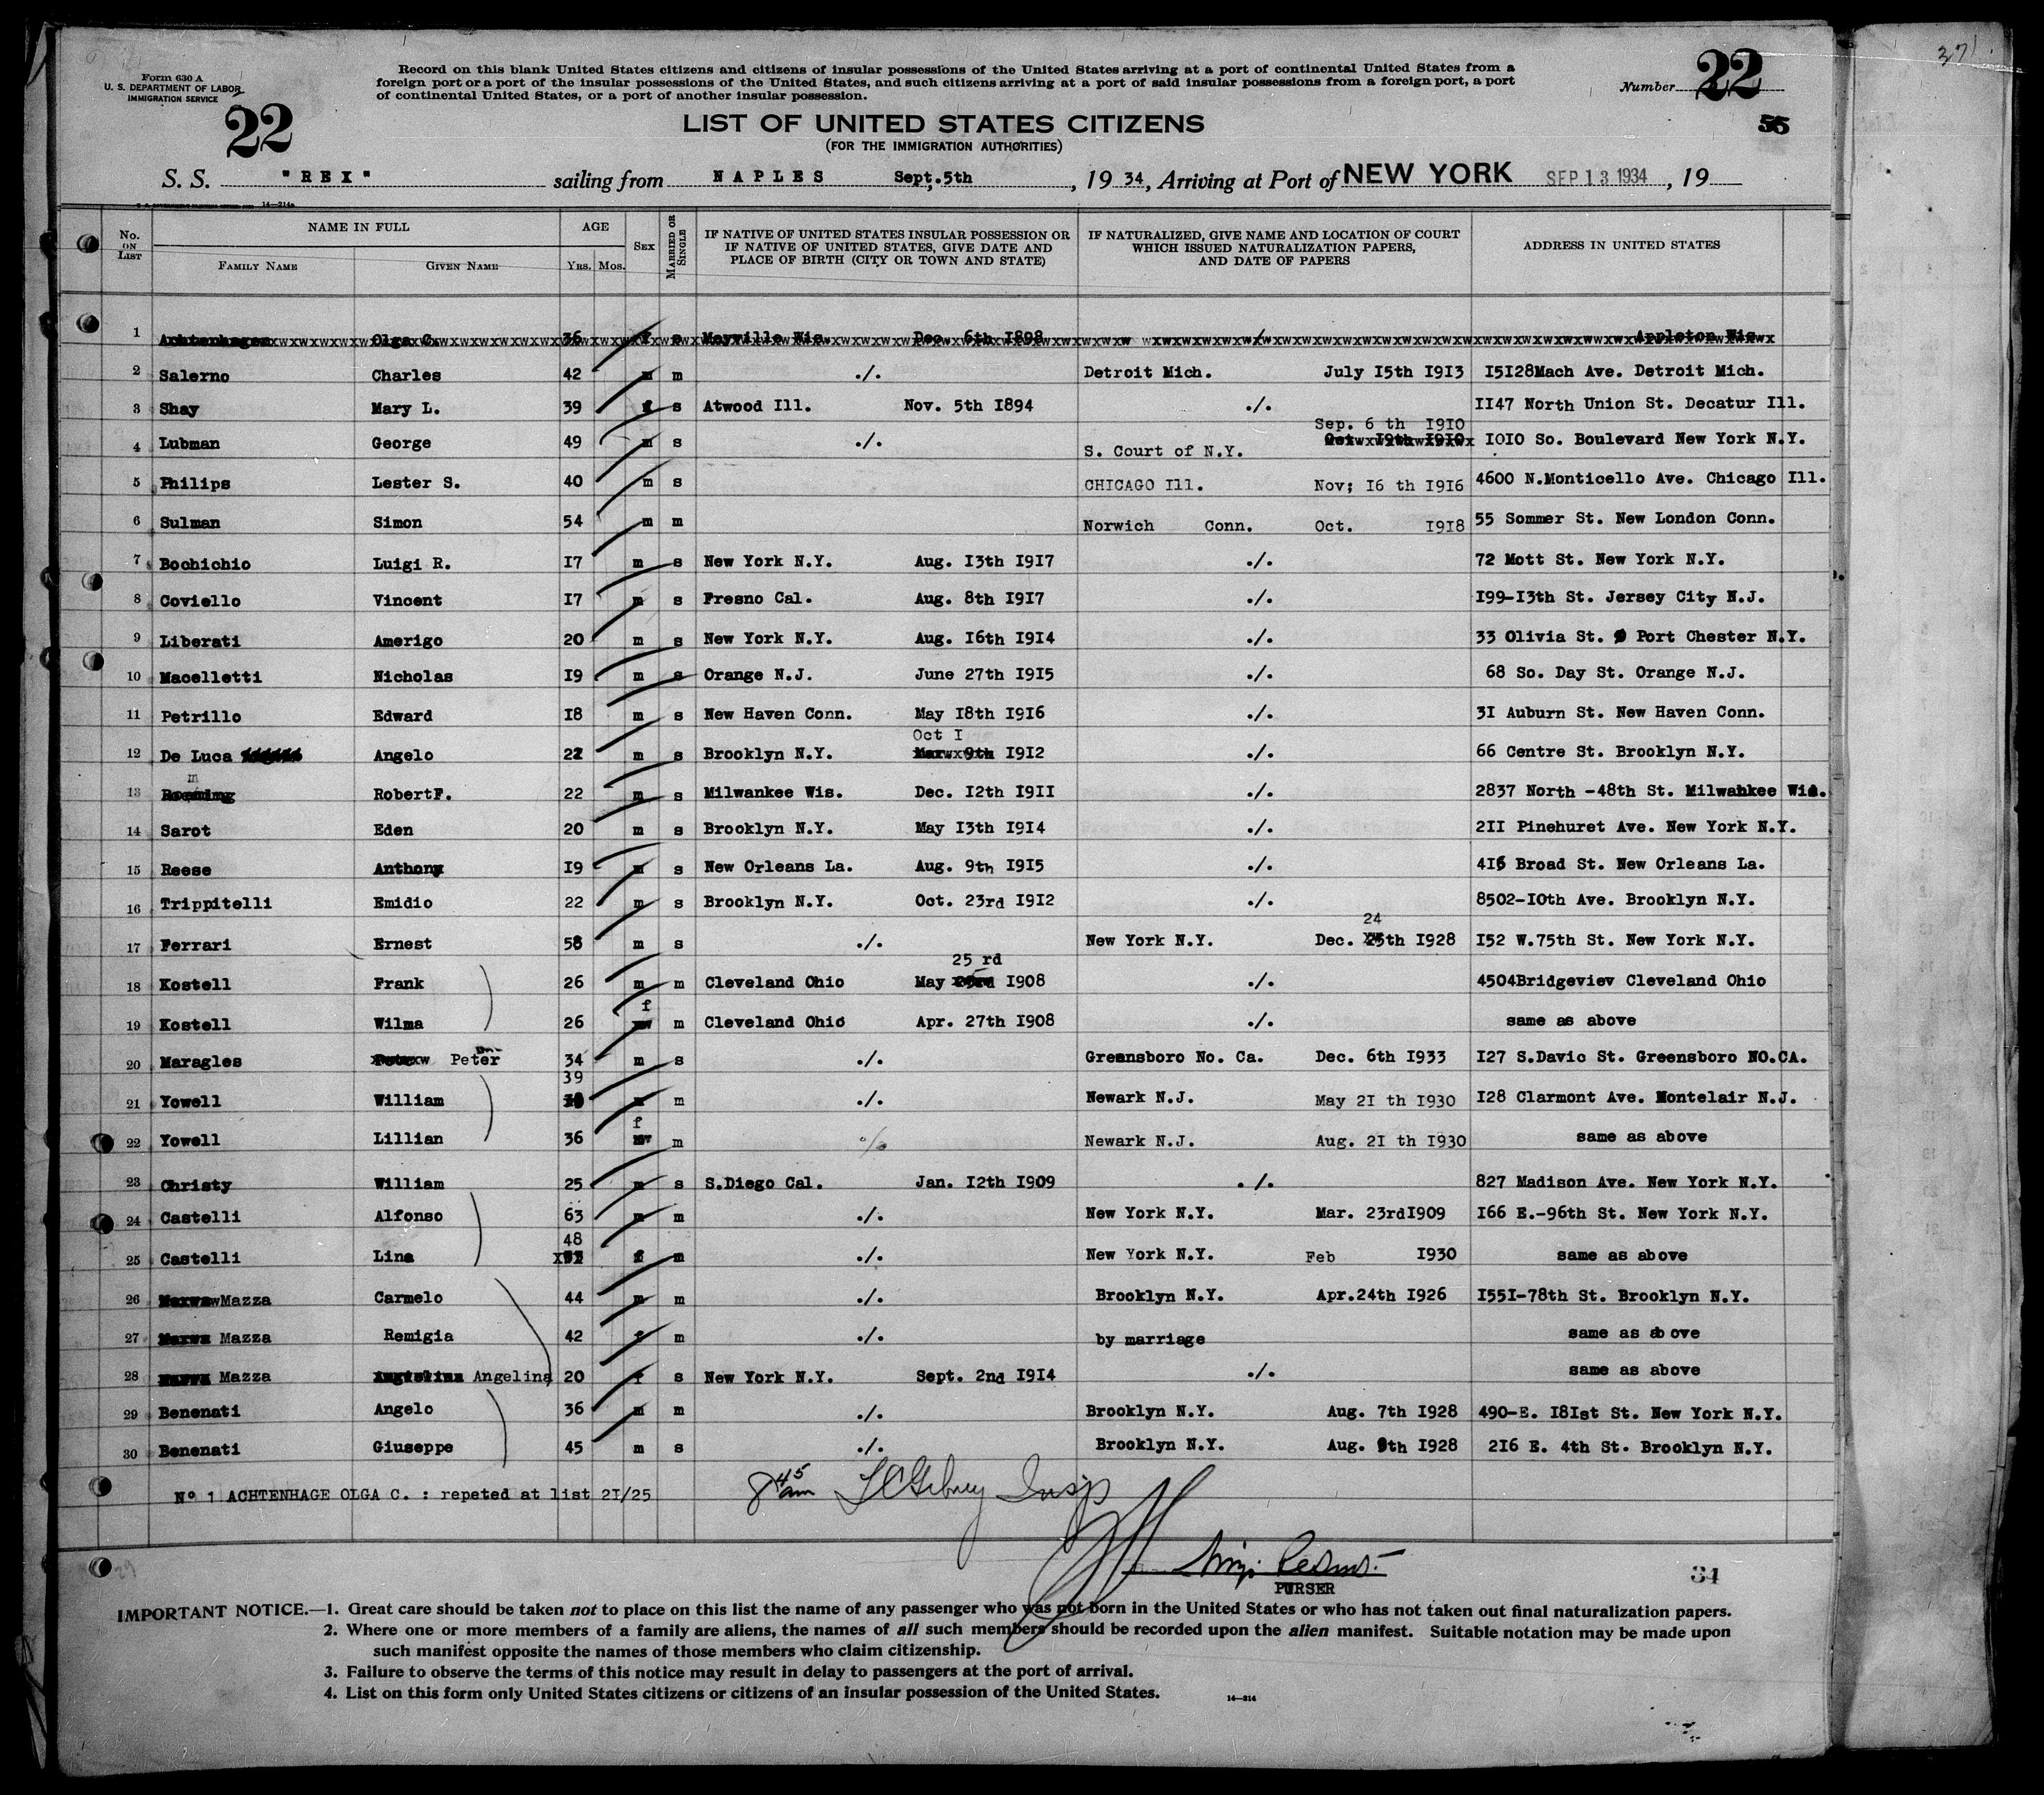 371.
Form 630 A
U. S. DEPARTMENT OF LABOR
IMMIGRATION SERVICE
Record on this blank United States citizens and citizens of insular possessions of the United States arriving at a port of continental United States from a
foreign port or a port of the insular possessions of the United States, and such citizens arriving at a port of said insular possessions from a foreign port, a port
of continental United States, or a port of another insular possession.
Number 22
22
LIST OF UNITED STATES CITIZENS
(FOR THE IMMIGRATION AUTHORITIES)
S. S. "REX" sailing from NAPLES Sept. 5th, 19 34, Arriving at Port of NEW YORK SEP 13 1934, 19
14—214a
No. ON LIST NAME IN FULL FAMILY NAME GIVEN NAME AGE YRS. MOS. SEX MARRIED OR SINGLE
IF NATIVE OF UNITED STATES INSULAR POSSESSION OR IF NATIVE OF UNITED STATES, GIVE DATE AND PLACE OF BIRTH (CITY OR TOWN AND STATE)
IF NATURALIZED, GIVE NAME AND LOCATION OF COURT WHICH ISSUED NATURALIZATION PAPERS, AND DATE OF PAPERS
ADDRESS IN UNITED STATES
1 Achtenhagen Olga C. 36 f s Mayville Wis. Dec. 6th 1898 ./. Appleton Wis
2 Salerno Charles 42 m m ./. Detroit Mich. July 15th 1913 15128Mach Ave. Detroit Mich.
3 Shay Mary L. 39 f s Atwood Ill. Nov. 5th 1894 ./. 1147 North Union St. Decatur Ill.
4 Lubman George 49 m s ./. S. Court of N.Y. Sep. 6 th 1910 Oct 19th 1910 1010 So. Boulevard New York N.Y.
5 Philips Lester S. 40 m s CHICAGO Ill. Nov; 16 th 1916 4600 N.Monticello Ave. Chicago Ill.
6 Sulman Simon 54 m m Norwich Conn. Oct. 1918 55 Sommer St. New London Conn.
7 Bochichio Luigi R. 17 m s New York N.Y. Aug. 13th 1917 ./. 72 Mott St. New York N.Y.
8 Coviello Vincent 17 m s Fresno Cal. Aug. 8th 1917 ./. 199-13th St. Jersey City N.J.
9 Liberati Amerigo 20 m s New York N.Y. Aug. 16th 1914 ./. 33 Olivia St. Port Chester N.Y.
10 Macelletti Nicholas 19 m s Orange N.J. June 27th 1915 ./. 68 So. Day St. Orange N.J.
11 Petrillo Edward 18 m s New Haven Conn. May 18th 1916 ./. 31 Auburn St. New Haven Conn.
12 De Luca Angelo 22 m s Brooklyn N.Y. Oct 1 1912 ./. 66 Centre St. Brooklyn N.Y.
13 RobertF. 22 m s Milwankee Wis. Dec. 12th 1911 ./. 2837 North -48th St. Milwaukee Wis.
14 Sarot Eden 20 m s Brooklyn N.Y. May 13th 1914 ./. 211 Pinehuret Ave. New York N.Y.
15 Reese Anthony 19 m s New Orleans La. Aug. 9th 1915 ./. 416 Broad St. New Orleans La.
16 Trippitelli Emidio 22 m s Brooklyn N.Y. Oct. 23rd 1912 ./. 8502-10th Ave. Brooklyn N.Y.
17 Ferrari Ernest 58 m s ./. New York N.Y. Dec. 24 25th 1928 152 W.75th St. New York N.Y.
18 Kostell Frank 26 m m Cleveland Ohio May 25 rd 1908 ./. 4504Bridgeviev Cleveland Ohio
19 Kostell Wilma 26 f m Cleveland Ohio Apr. 27th 1908 ./. same as above
20 Maragles Peter 34 m s ./. Greensboro No. Ca. Dec. 6th 1933 127 S.Davic St. Greensboro NO.CA.
21 Yowell William 39 m m ./. Newark N.J. May 21 th 1930 128 Clarmont Ave. Montelair N.J.
22 Yowell Lillian 36 f m % Newark N.J. Aug. 21 th 1930 same as above
23 Christy William 25 m s S.Diego Cal. Jan. 12th 1909 ./. 827 Madison Ave. New York N.Y.
24 Castelli Alfonso 63 m m ./. New York N.Y. Mar. 23rd1909 166 E.-96th St. New York N.Y.
25 Castelli Lina 48 f m ./. New York N.Y. Feb 1930 same as above
26 Mazza Carmelo 44 m m ./. Brooklyn N.Y. Apr.24th 1926 1551-78th St. Brooklyn N.Y.
27 Mazza Remigia 42 f m ./. by marriage same as above
28 Mazza Angelina 20 f s New York N.Y. Sept. 2nd 1914 ./. same as above
29 Benenati Angelo 36 m m ./. Brooklyn N.Y. Aug. 7th 1928 490-E. 181st St. New York N.Y.
30 Benenati Giuseppe 45 m s ./. Brooklyn N.Y. Aug. 9th 1928 216 E. 4th St. Brooklyn N.Y.
Nº 1 ACHTENHAGE OLGA C. : repeted at list 21/25
8 45 am Insp
PURSER
34
IMPORTANT NOTICE.—1. Great care should be taken not to place on this list the name of any passenger who was not born in the United States or who has not taken out final naturalization papers.
2. Where one or more members of a family are aliens, the names of all such members should be recorded upon the alien manifest. Suitable notation may be made upon
such manifest opposite the names of those members who claim citizenship.
3. Failure to observe the terms of this notice may result in delay to passengers at the port of arrival.
4. List on this form only United States citizens or citizens of an insular possession of the United States.
14—214